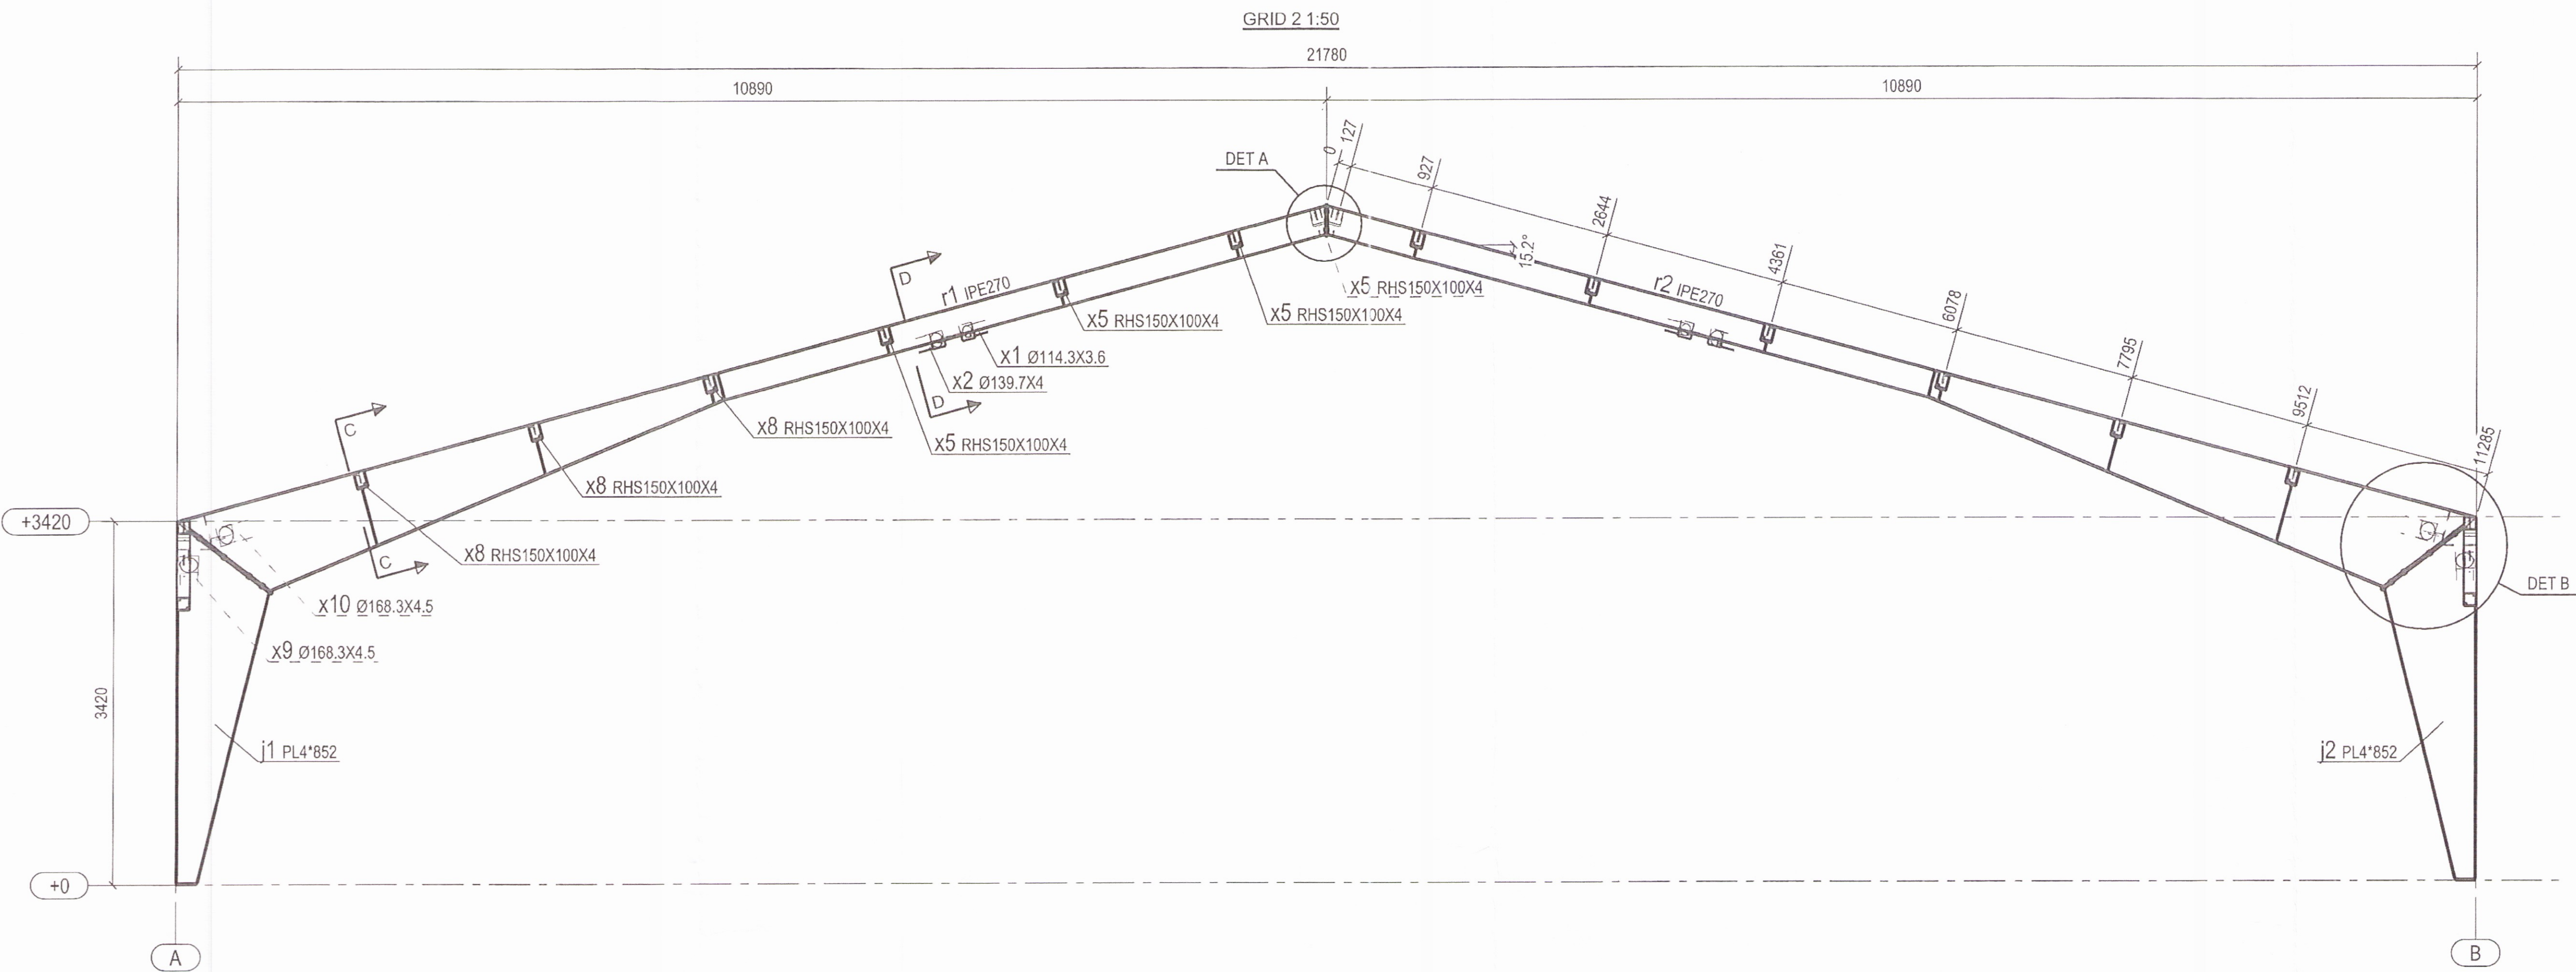 GRID 2 1:50
21780
10890
10890
DET A
0
127
927
2644
4361
6078
7795
9512
11285
15.2°
D
r1 IPE270
r2 IPE270
x5 RHS150X100X4
x5 RHS150X100X4
x5 RHS150X100X4
x1 Ø114.3X3.6
x2 Ø139.7X4
D
C
x8 RHS150X100X4
x5 RHS150X100X4
x8 RHS150X100X4
+3420
x8 RHS150X100X4
C
DET B
x10 Ø168.3X4.5
x9 Ø168.3X4.5
3420
j1 PL4*852
j2 PL4*852
+0
A
B